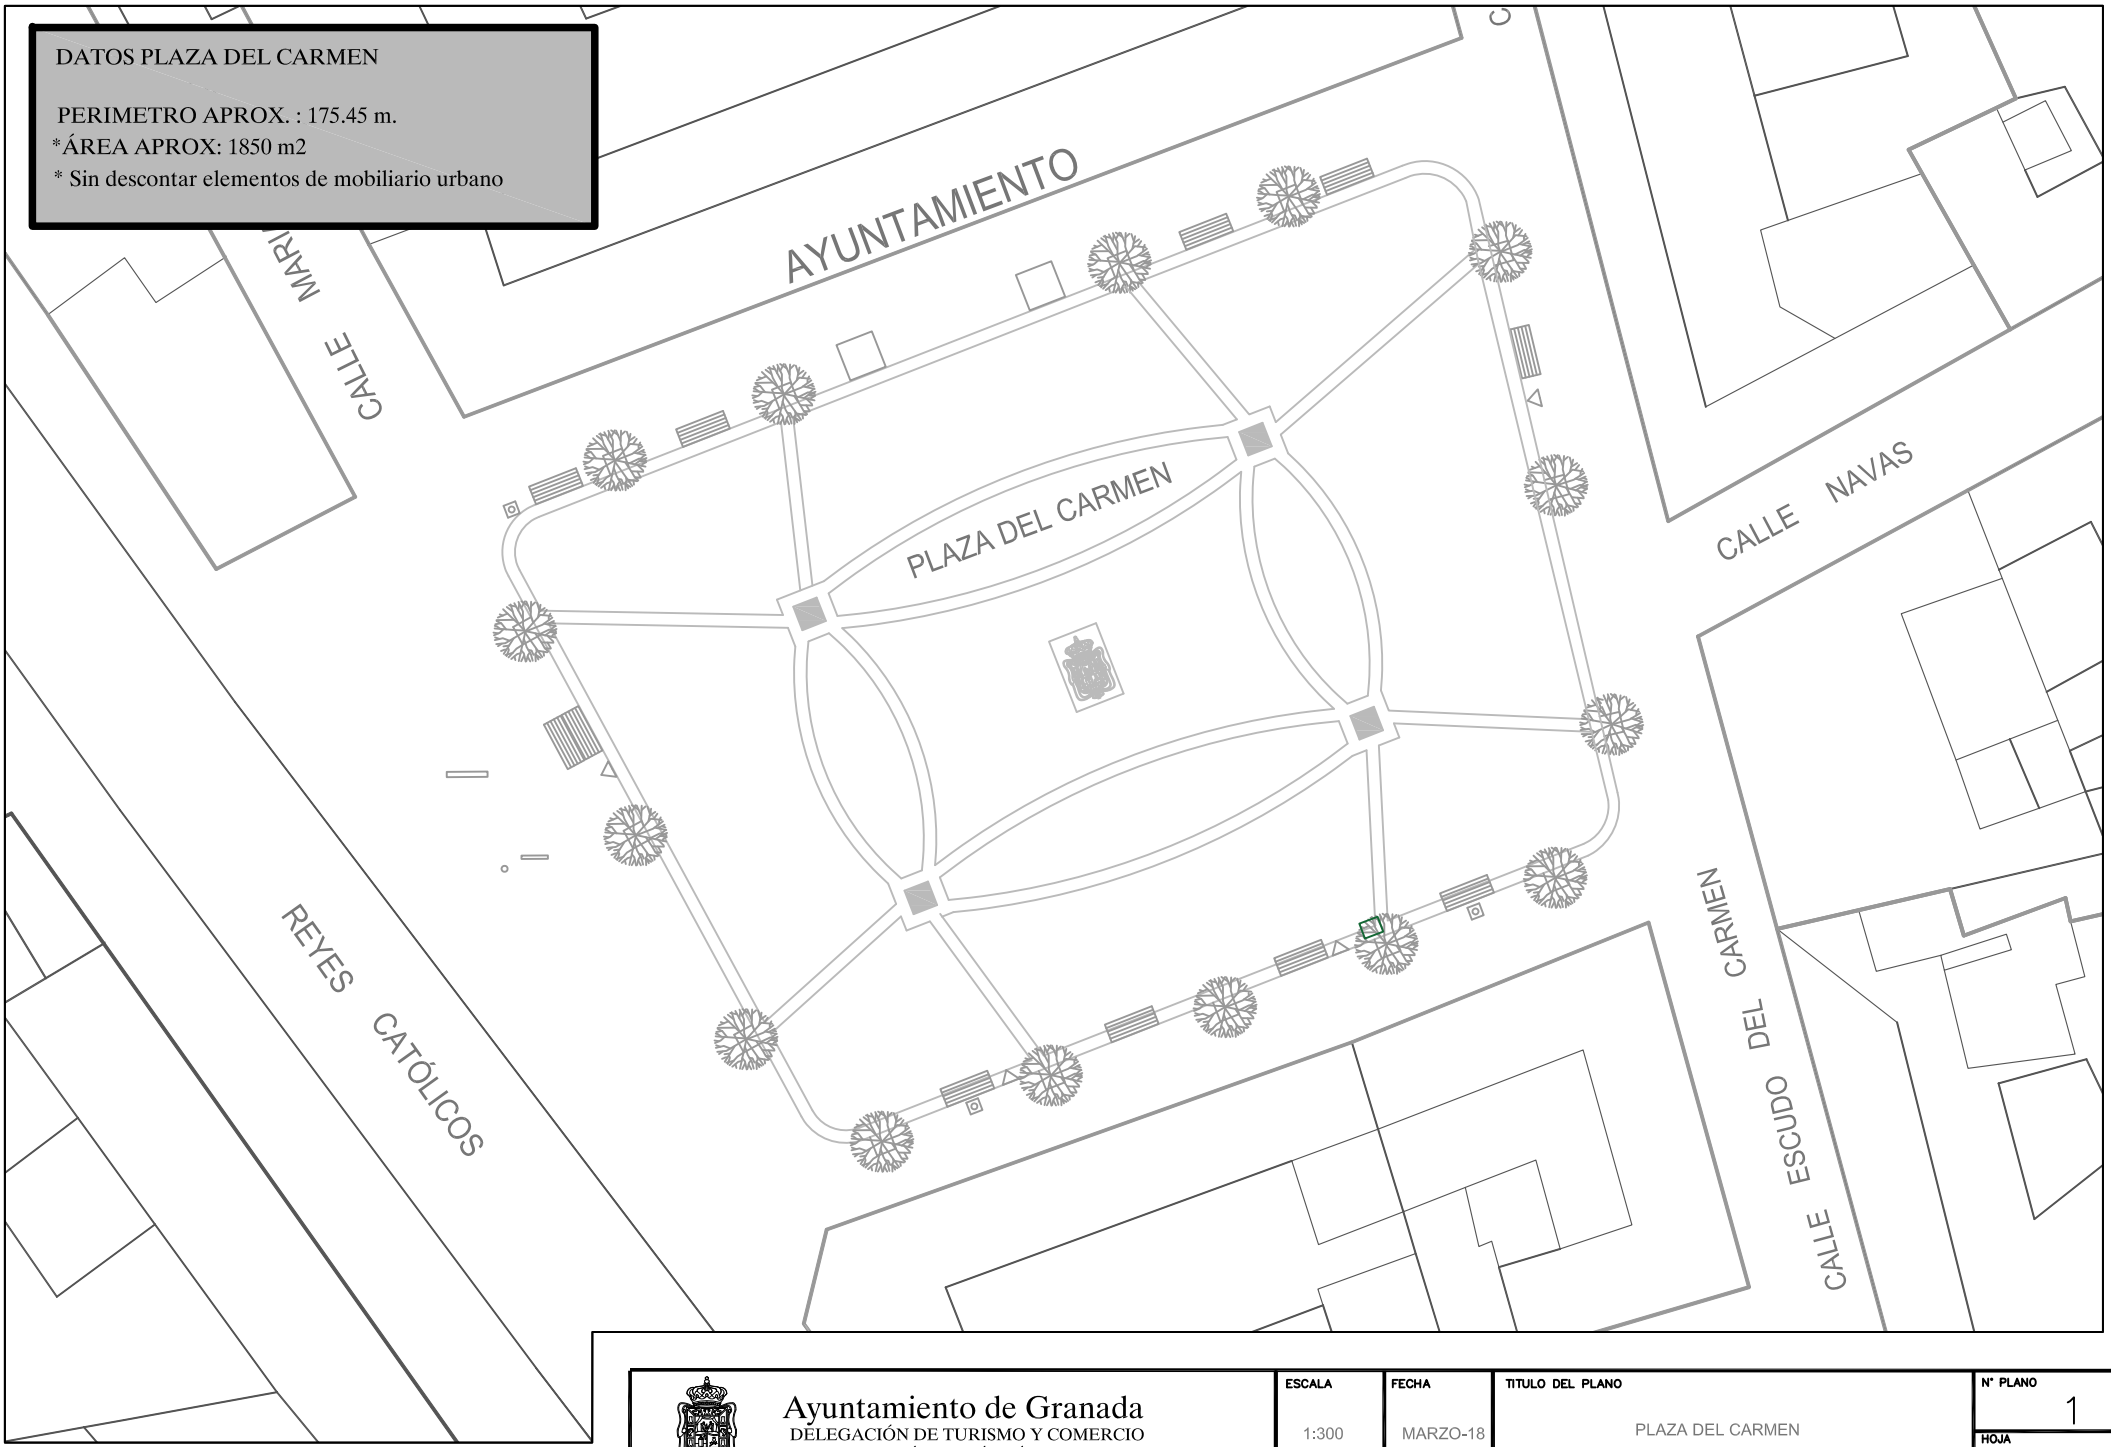 DATOS PLAZA DEL CARMEN
PERIMETRO APROX. : 175.45 m.
*ÁREA APROX: 1850 m2
* Sin descontar elementos de mobiliario urbano
CALLE MARI
AYUNTAMIENTO
C
PLAZA DEL CARMEN
CALLE NAVAS
REYES CATÓLICOS
CALLE ESCUDO DEL CARMEN
Ayuntamiento de Granada
DELEGACIÓN DE TURISMO Y COMERCIO
ESCALA
1:300
FECHA
MARZO-18
TITULO DEL PLANO
PLAZA DEL CARMEN
Nº PLANO
1
HOJA